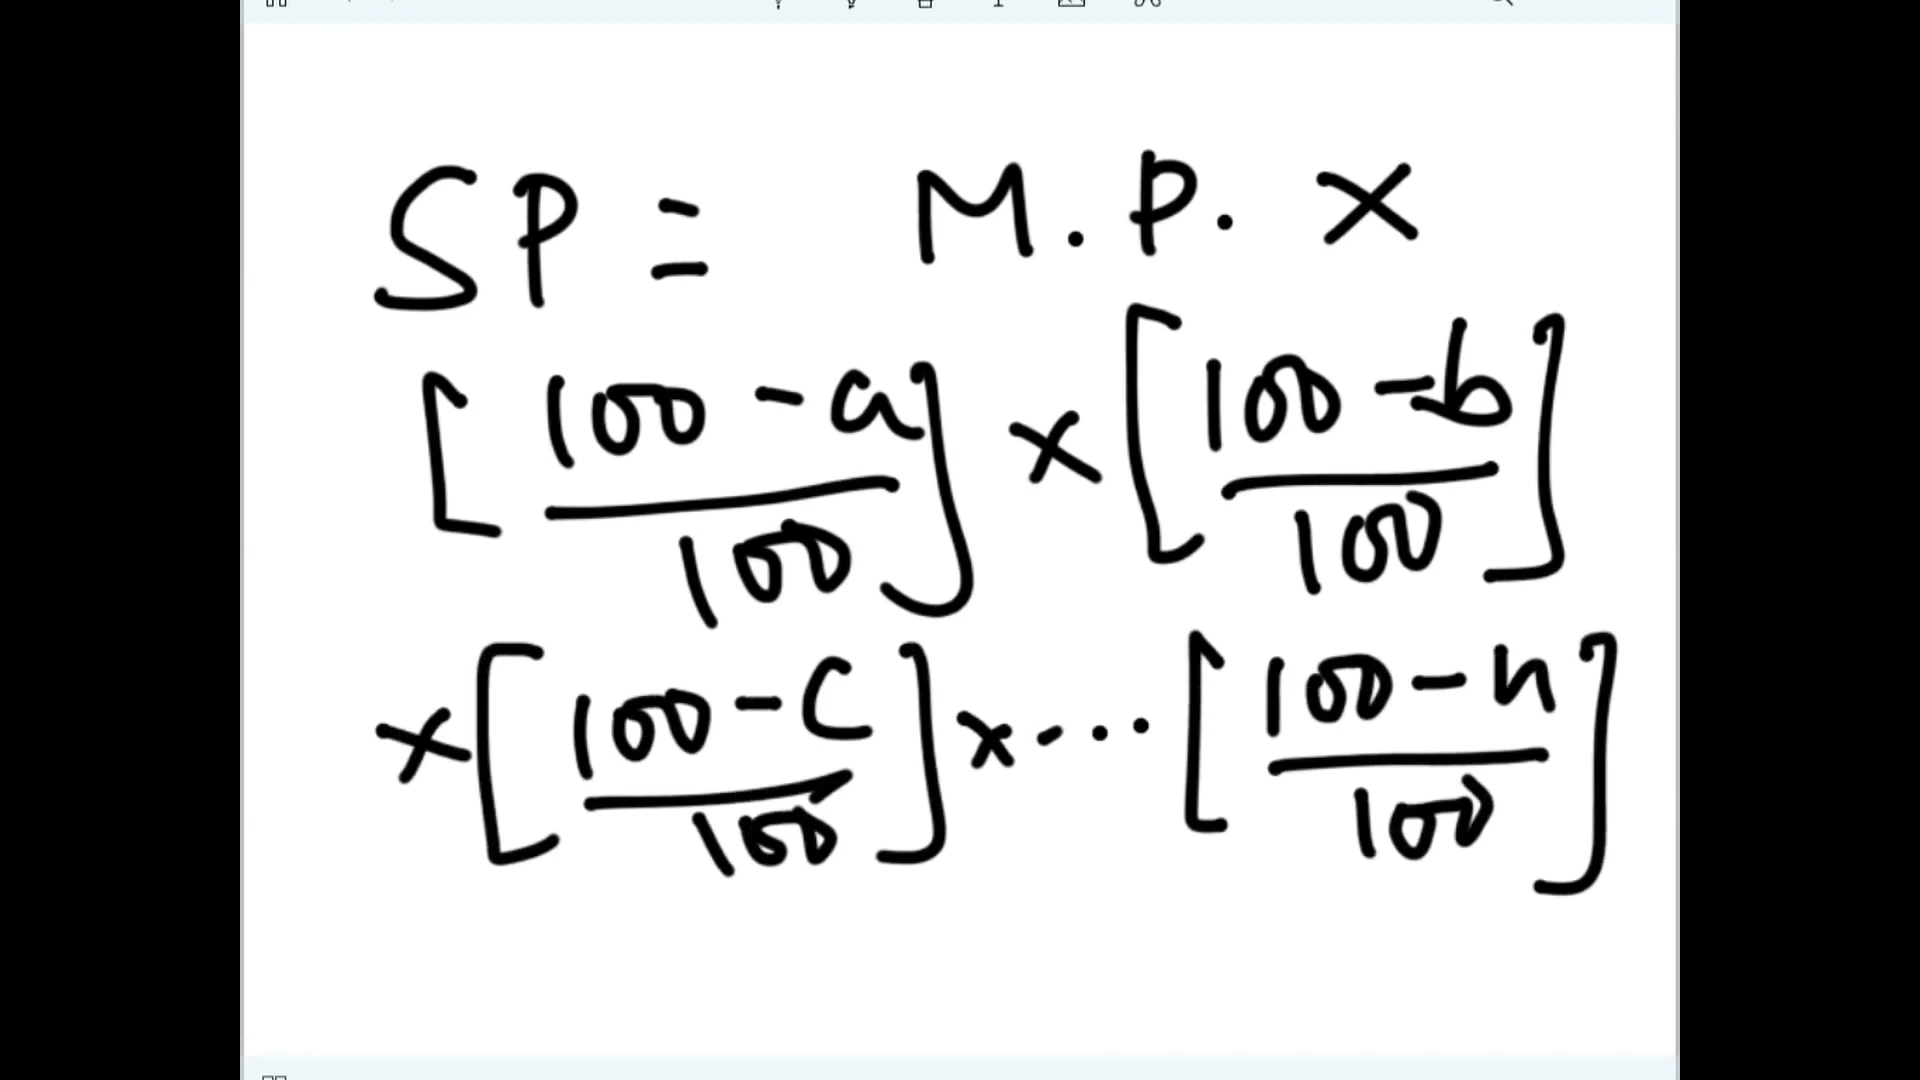 SP = M.P. ×
[100 - a / 100] × [100 - b / 100]
× [100 - c / 100] × ... [100 - n / 100]